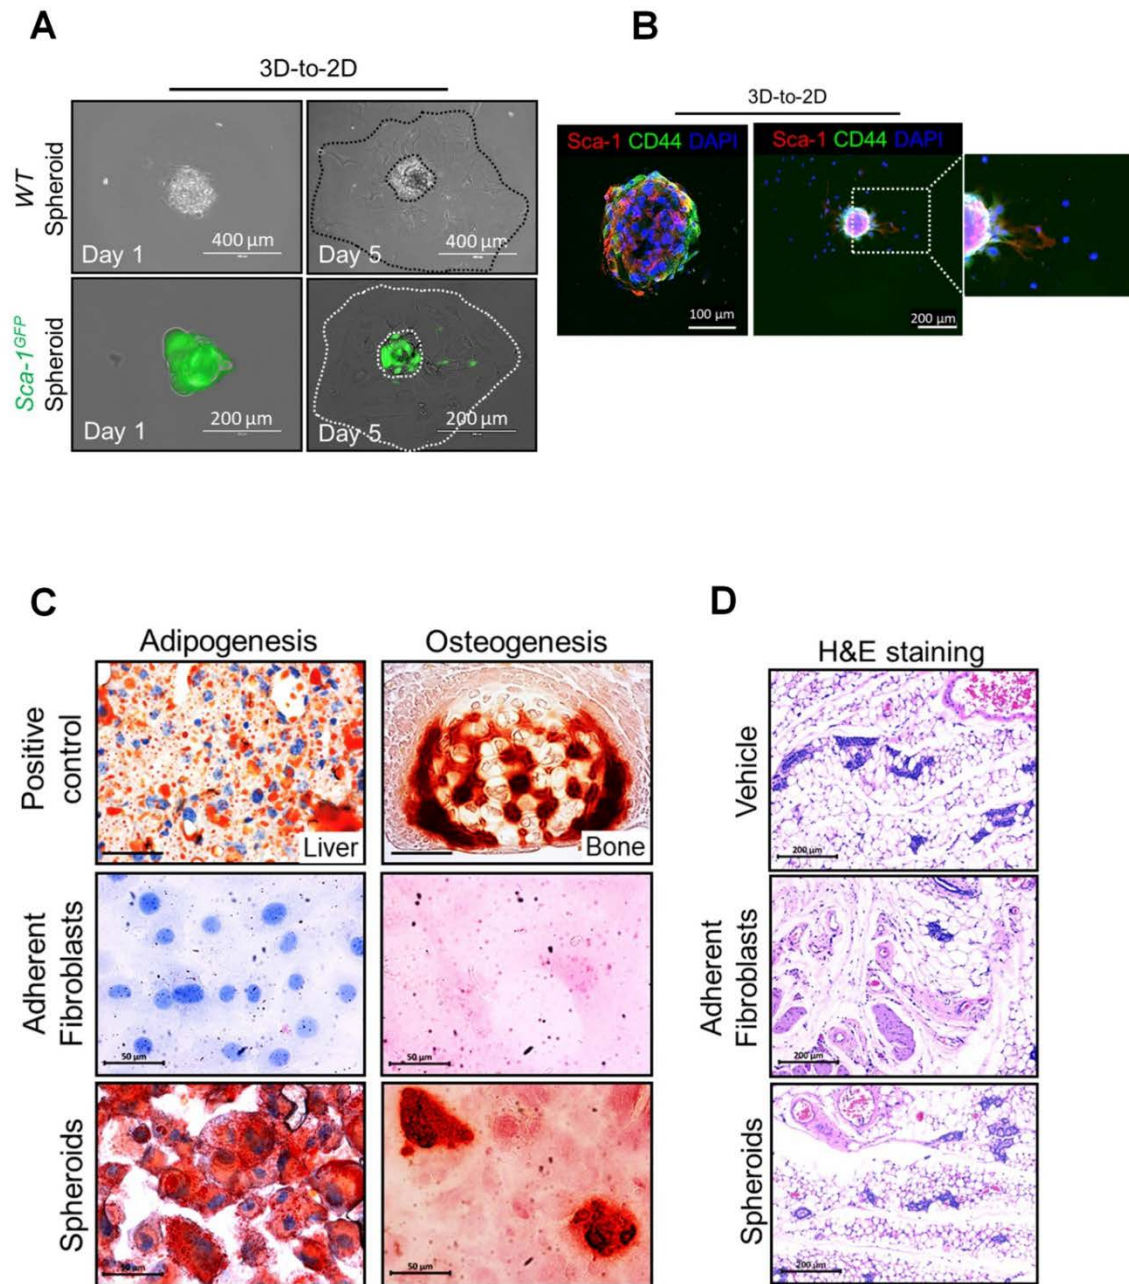 A
3D-to-2D
WT
Spheroid
Day 1
400 µm
Day 5
400 µm
Sca-1GFP
Spheroid
Day 1
200 µm
Day 5
200 µm
B
3D-to-2D
Sca-1 CD44 DAPI
Sca-1 CD44 DAPI
100 µm
200 µm
C
Adipogenesis
Osteogenesis
Positive
control
Liver
Bone
Adherent
Fibroblasts
50 µm
50 µm
Spheroids
50 µm
50 µm
D
H&E staining
Vehicle
200 µm
Adherent
Fibroblasts
200 µm
Spheroids
200 µm